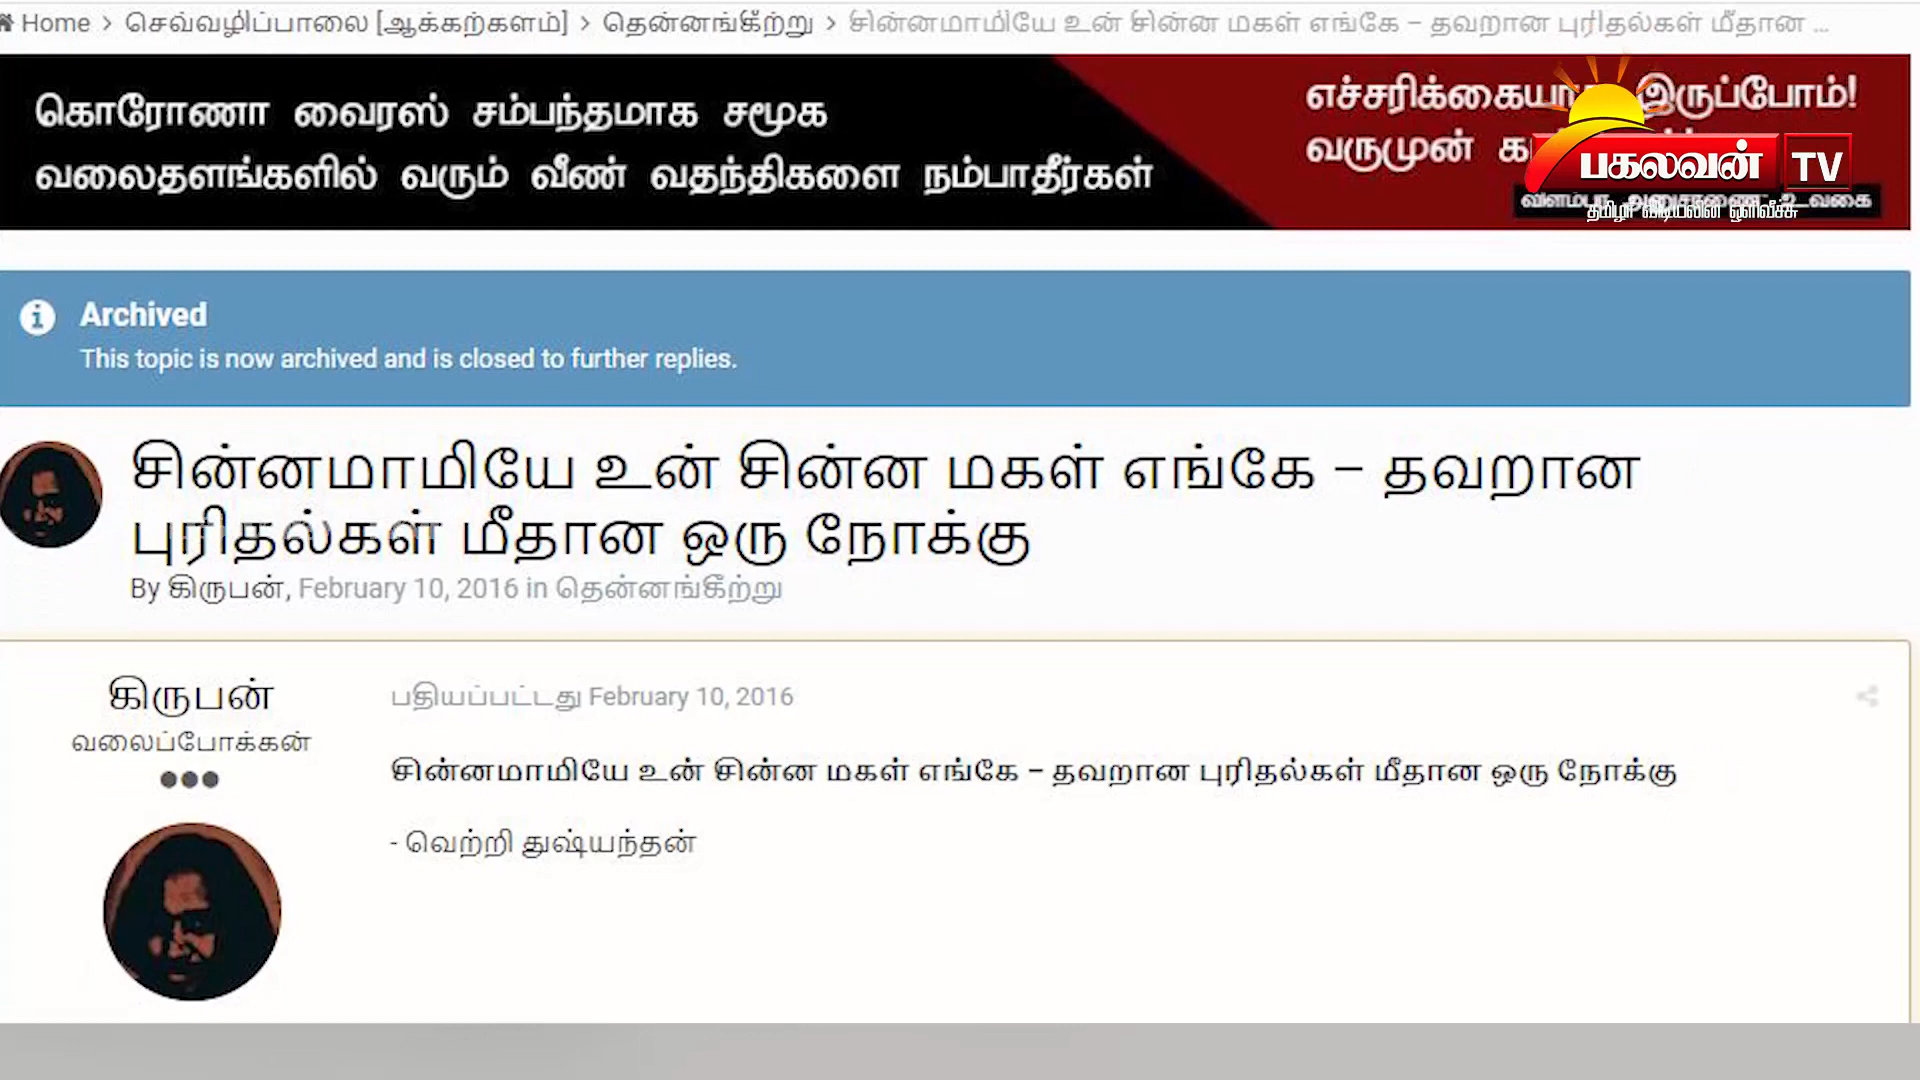 Home > செவ்வழிப்பாலை [ஆக்கற்களம்] > தென்னங்கீற்று > சின்னமாமியே உன் சின்ன மகள் எங்கே – தவறான புரிதல்கள் மீதான ...
கொரோணா வைரஸ் சம்பந்தமாக சமூக
வலைதளங்களில் வரும் வீண் வதந்திகளை நம்பாதீர்கள்
இருப்போம்!
வருமுன்
பகலவன் TV
Archived
This topic is now archived and is closed to further replies.
சின்னமாமியே உன் சின்ன மகள் எங்கே – தவறான
புரிதல்கள் மீதான ஒரு நோக்கு
By கிருபன், February 10, 2016 in தென்னங்கீற்று
கிருபன்
வலைப்போக்கன்
பதியப்பட்டது February 10, 2016
சின்னமாமியே உன் சின்ன மகள் எங்கே – தவறான புரிதல்கள் மீதான ஒரு நோக்கு
- வெற்றி துஷ்யந்தன்